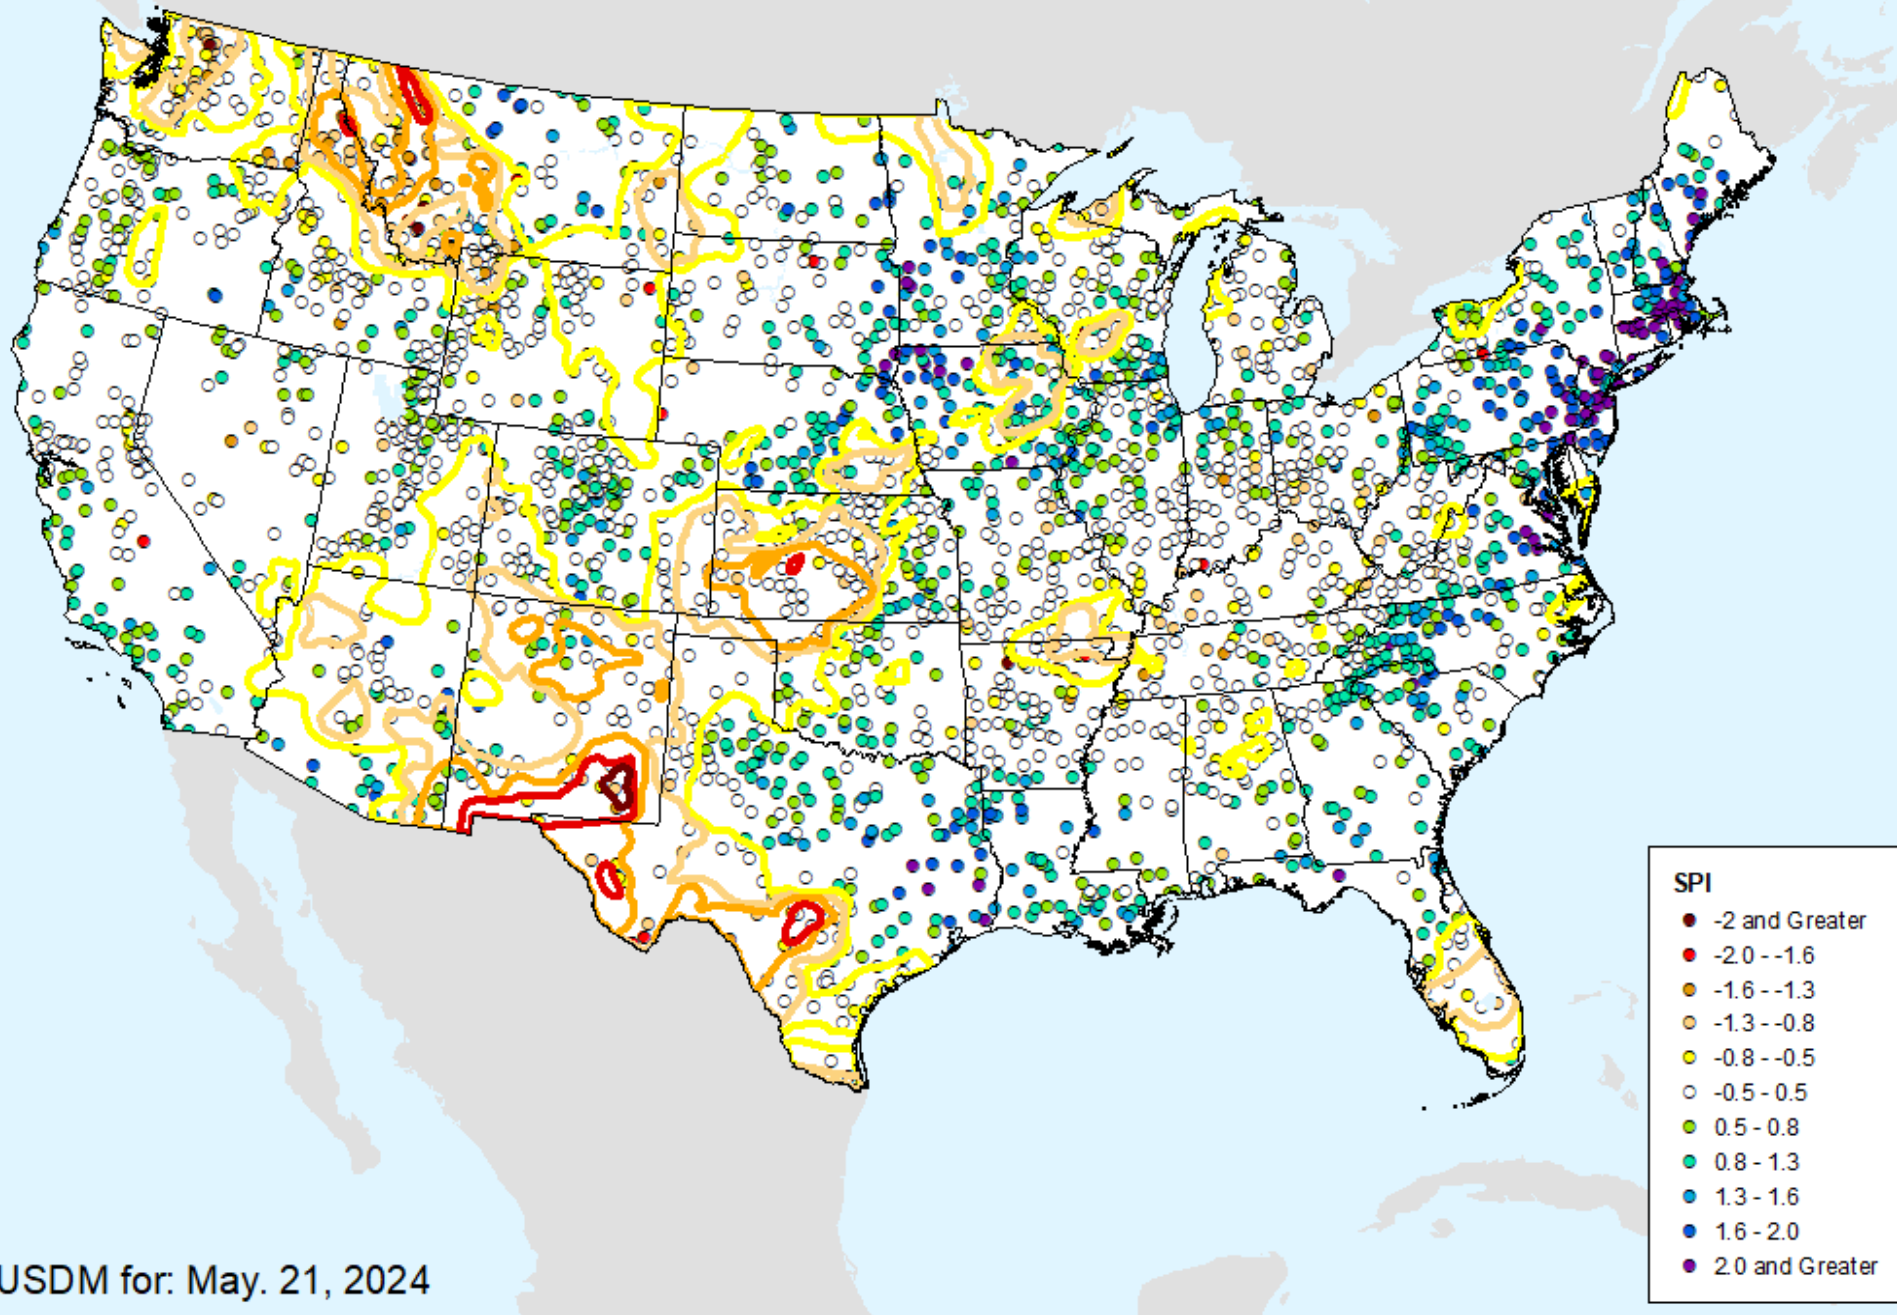 SPI
-2 and Greater
-2.0 - -1.6
-1.6 - -1.3
-1.3 - -0.8
-0.8 - -0.5
-0.5 - 0.5
0.5 - 0.8
0.8 - 1.3
1.3 - 1.6
1.6 - 2.0
2.0 and Greater
USDM for: May. 21, 2024